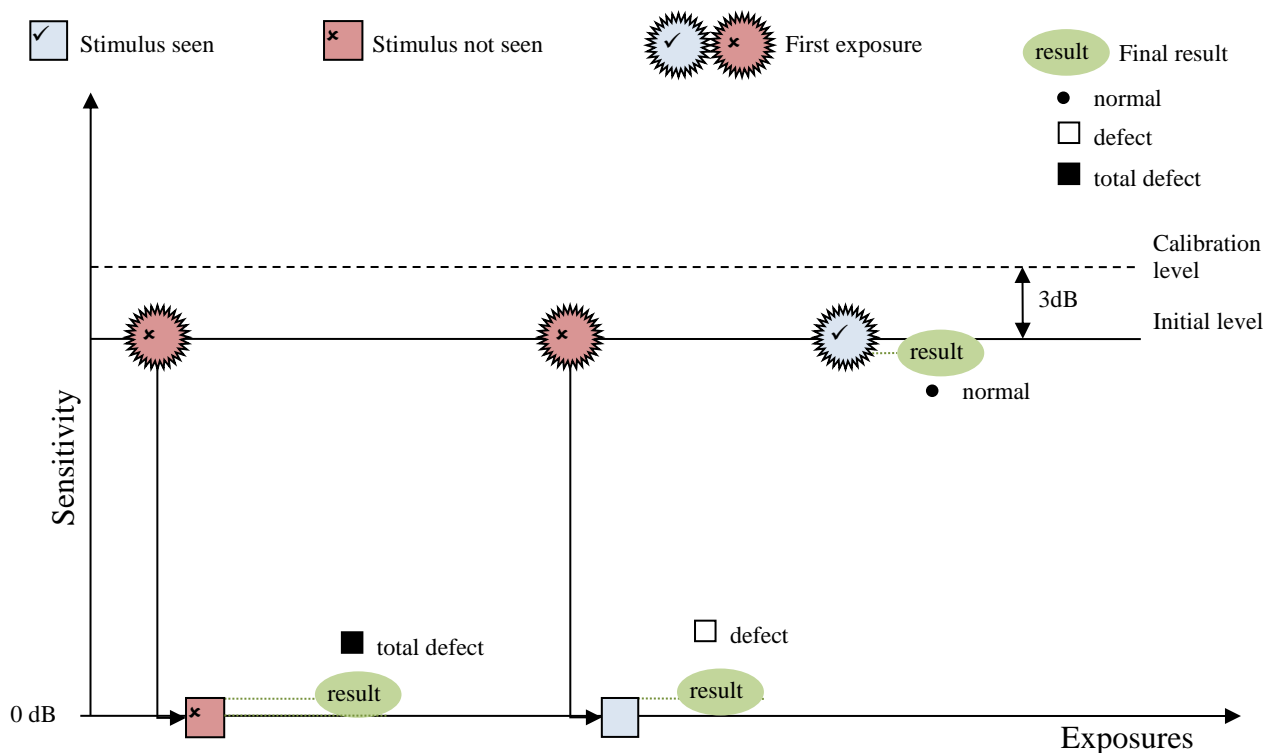 Stimulus seen
Stimulus not seen
First exposure
result Final result
normal
defect
total defect
Calibration
level
3dB
Initial level
result
normal
Sensitivity
total defect
defect
result
result
0 dB
Exposures